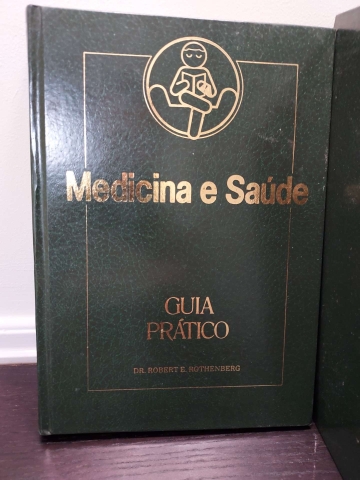 Medicina e Saúde
GUIA
PRÁTICO
DR. ROBERT E. ROTHENBERG